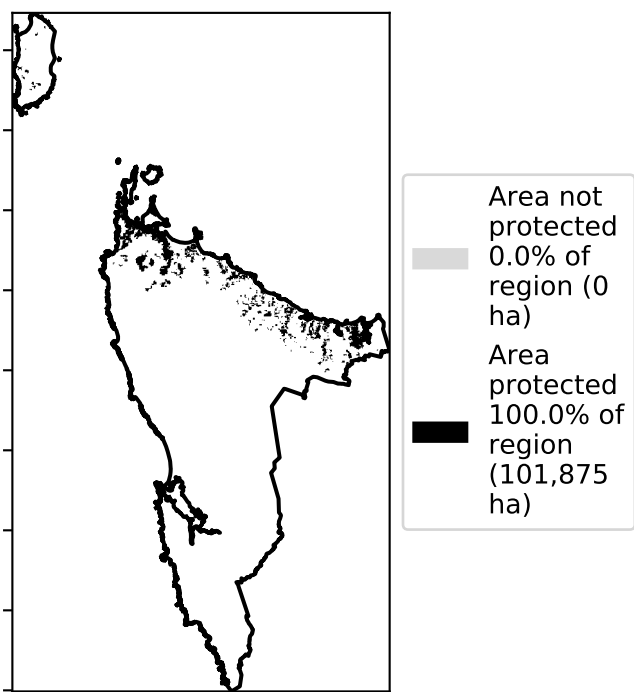 Area not
protected
0.0% of
region (0
ha)
Area
protected
100.0% of
region
(101,875
ha)